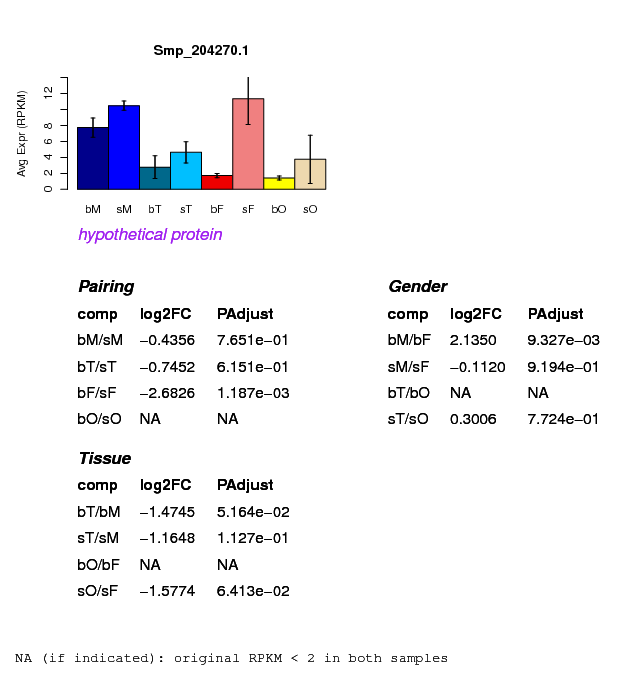 Smp_204270.1
Avg Expr (RPKM)
0 2 4 6 8 12
bM sM bT sT bF sF bO sO
hypothetical protein
Pairing
comp log2FC PAdjust
bM/sM −0.4356 7.651e−01
bT/sT −0.7452 6.151e−01
bF/sF −2.6826 1.187e−03
bO/sO NA NA
Gender
comp log2FC PAdjust
bM/bF 2.1350 9.327e−03
sM/sF −0.1120 9.194e−01
bT/bO NA NA
sT/sO 0.3006 7.724e−01
Tissue
comp log2FC PAdjust
bT/bM −1.4745 5.164e−02
sT/sM −1.1648 1.127e−01
bO/bF NA NA
sO/sF −1.5774 6.413e−02
NA (if indicated): original RPKM < 2 in both samples